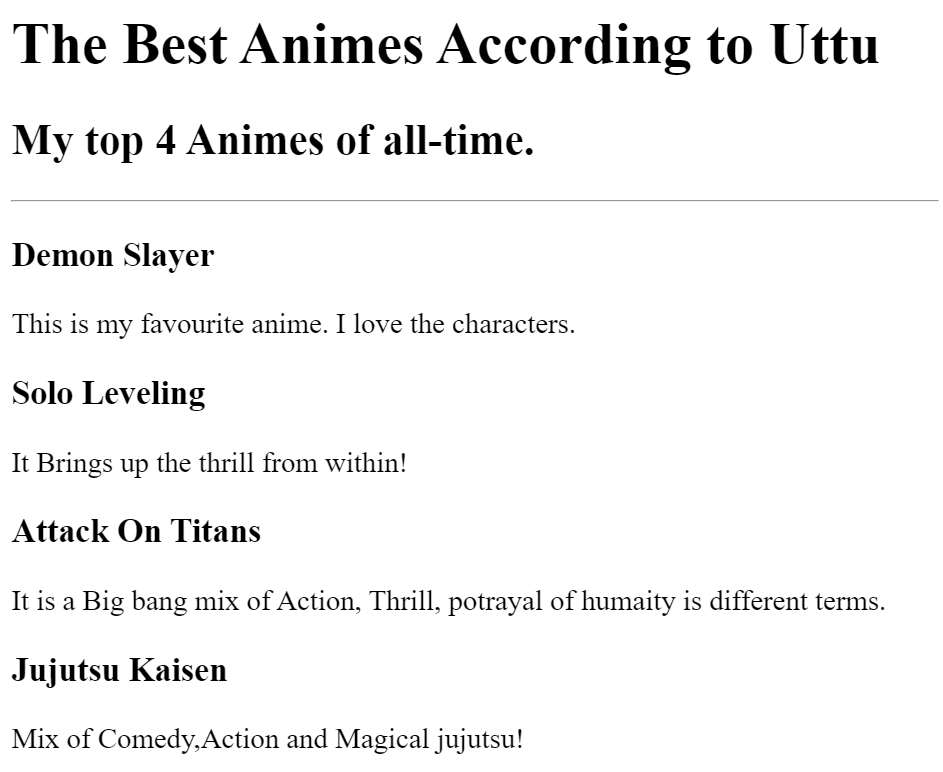 The Best Animes According to Uttu
My top 4 Animes of all-time.
Demon Slayer
This is my favourite anime. I love the characters.
Solo Leveling
It Brings up the thrill from within!
Attack On Titans
It is a Big bang mix of Action, Thrill, potrayal of humaity is different terms.
Jujutsu Kaisen
Mix of Comedy,Action and Magical jujutsu!